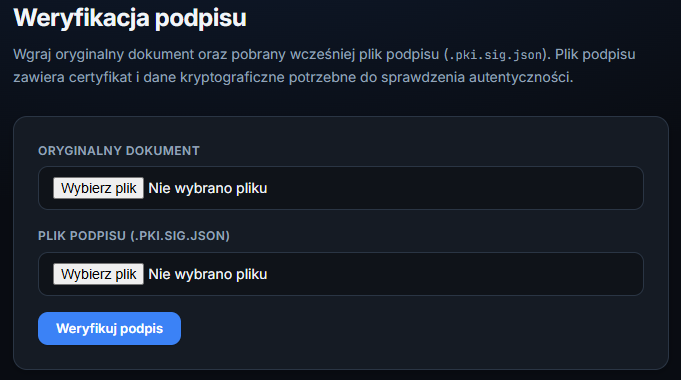 Weryfikacja podpisu
Wgraj oryginalny dokument oraz pobrany wcześniej plik podpisu (.pki.sig.json). Plik podpisu
zawiera certyfikat i dane kryptograficzne potrzebne do sprawdzenia autentyczności.
ORYGINALNY DOKUMENT
Wybierz plik Nie wybrano pliku
PLIK PODPISU (.PKI.SIG.JSON)
Wybierz plik Nie wybrano pliku
Weryfikuj podpis